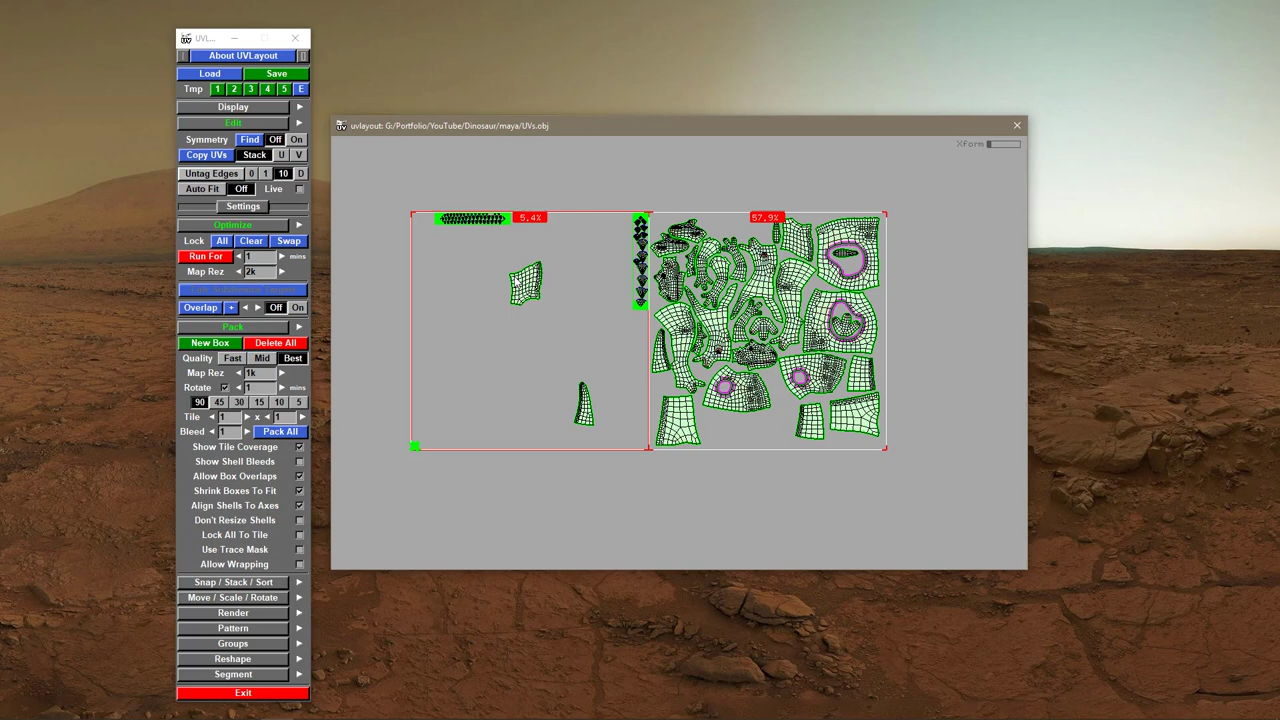 UVL...
About UVLayout
Load Save
Tmp 1 2 3 4 5 E
Display
Edit
Symmetry Find Off On
Copy UVs Stack U V
Untag Edges 0 1 10 D
Auto Fit Off Live
Settings
Optimize
Lock All Clear Swap
Run For 1 mins
Map Rez 2k
Overlap + Off On
Pack
New Box Delete All
Quality Fast Mid Best
Map Rez 1k
Rotate 1 mins
90 45 30 15 10 5
Tile 1 x 1
Bleed 1 Pack All
Show Tile Coverage
Show Shell Bleeds
Allow Box Overlaps
Shrink Boxes To Fit
Align Shells To Axes
Don't Resize Shells
Lock All To Tile
Use Trace Mask
Allow Wrapping
Snap / Stack / Sort
Move / Scale / Rotate
Render
Pattern
Groups
Reshape
Segment
Exit
uvlayout: G:/Portfolio/YouTube/Dinosaur/maya/UVs.obj
XForm
5.4% 57.9%